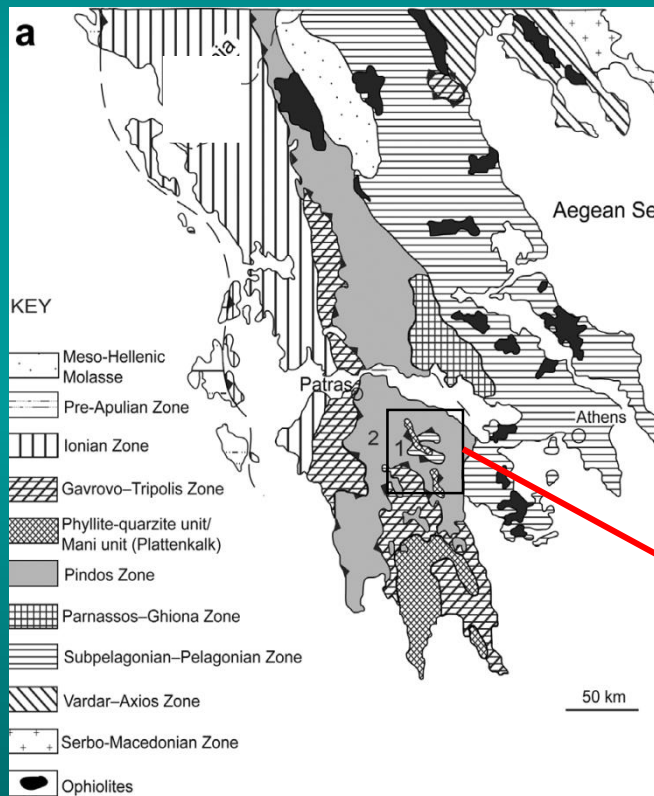 a
Aegean Se
KEY
Meso-Hellenic
Molasse
Pre-Apulian Zone
Ionian Zone
Gavrovo–Tripolis Zone
Phyllite-quarzite unit/
Mani unit (Plattenkalk)
Pindos Zone
Parnassos–Ghiona Zone
Subpelagonian–Pelagonian Zone
Vardar–Axios Zone
Serbo-Macedonian Zone
Ophiolites
Patras
Athens
2
1
50 km